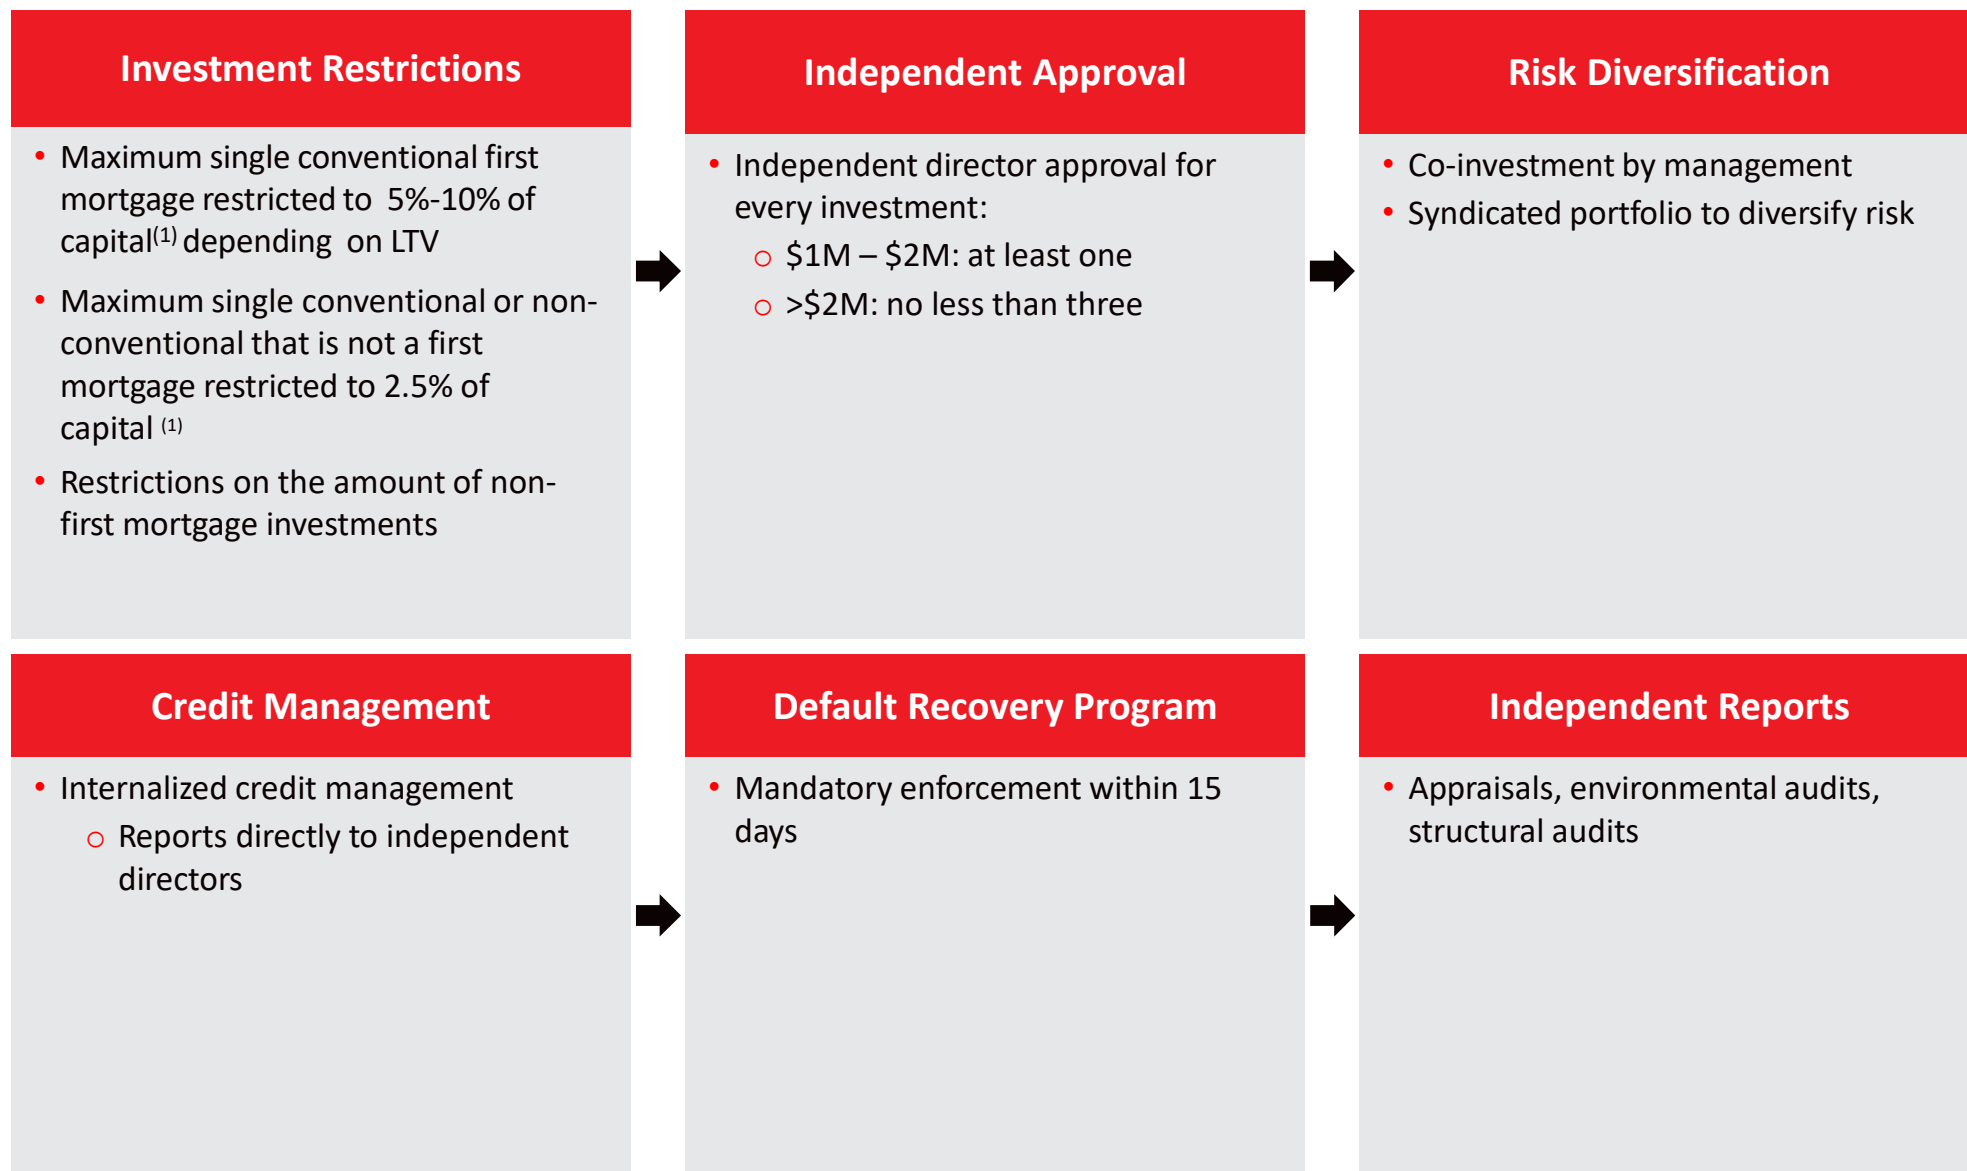 Investment Restrictions
• Maximum single conventional first
mortgage restricted to 5%-10% of
capital(1) depending on LTV
• Maximum single conventional or non-
conventional that is not a first
mortgage restricted to 2.5% of
capital (1)
• Restrictions on the amount of non-
first mortgage investments
Independent Approval
• Independent director approval for
every investment:
o $1M – $2M: at least one
o >$2M: no less than three
Risk Diversification
• Co-investment by management
• Syndicated portfolio to diversify risk
Credit Management
• Internalized credit management
o Reports directly to independent
directors
Default Recovery Program
• Mandatory enforcement within 15
days
Independent Reports
• Appraisals, environmental audits,
structural audits